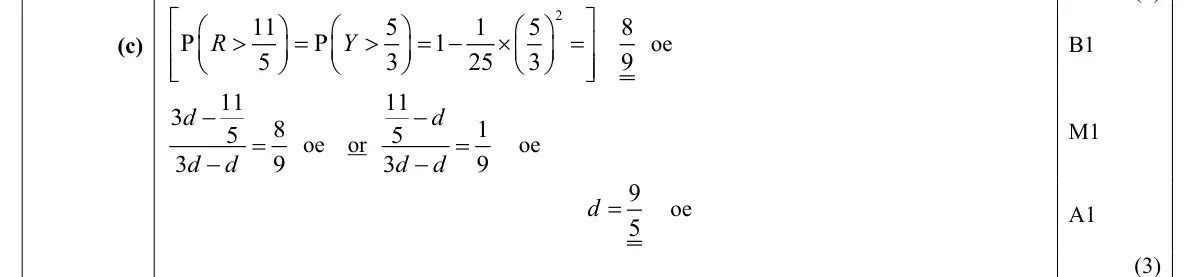 (c) [P(R > 11/5) = P(Y > 5/3) = 1 − 1/25 × (5/3)² =] 8/9 oe B1
(3d − 11/5)/(3d − d) = 8/9 oe or (11/5 − d)/(3d − d) = 1/9 oe M1
d = 9/5 oe A1
(3)